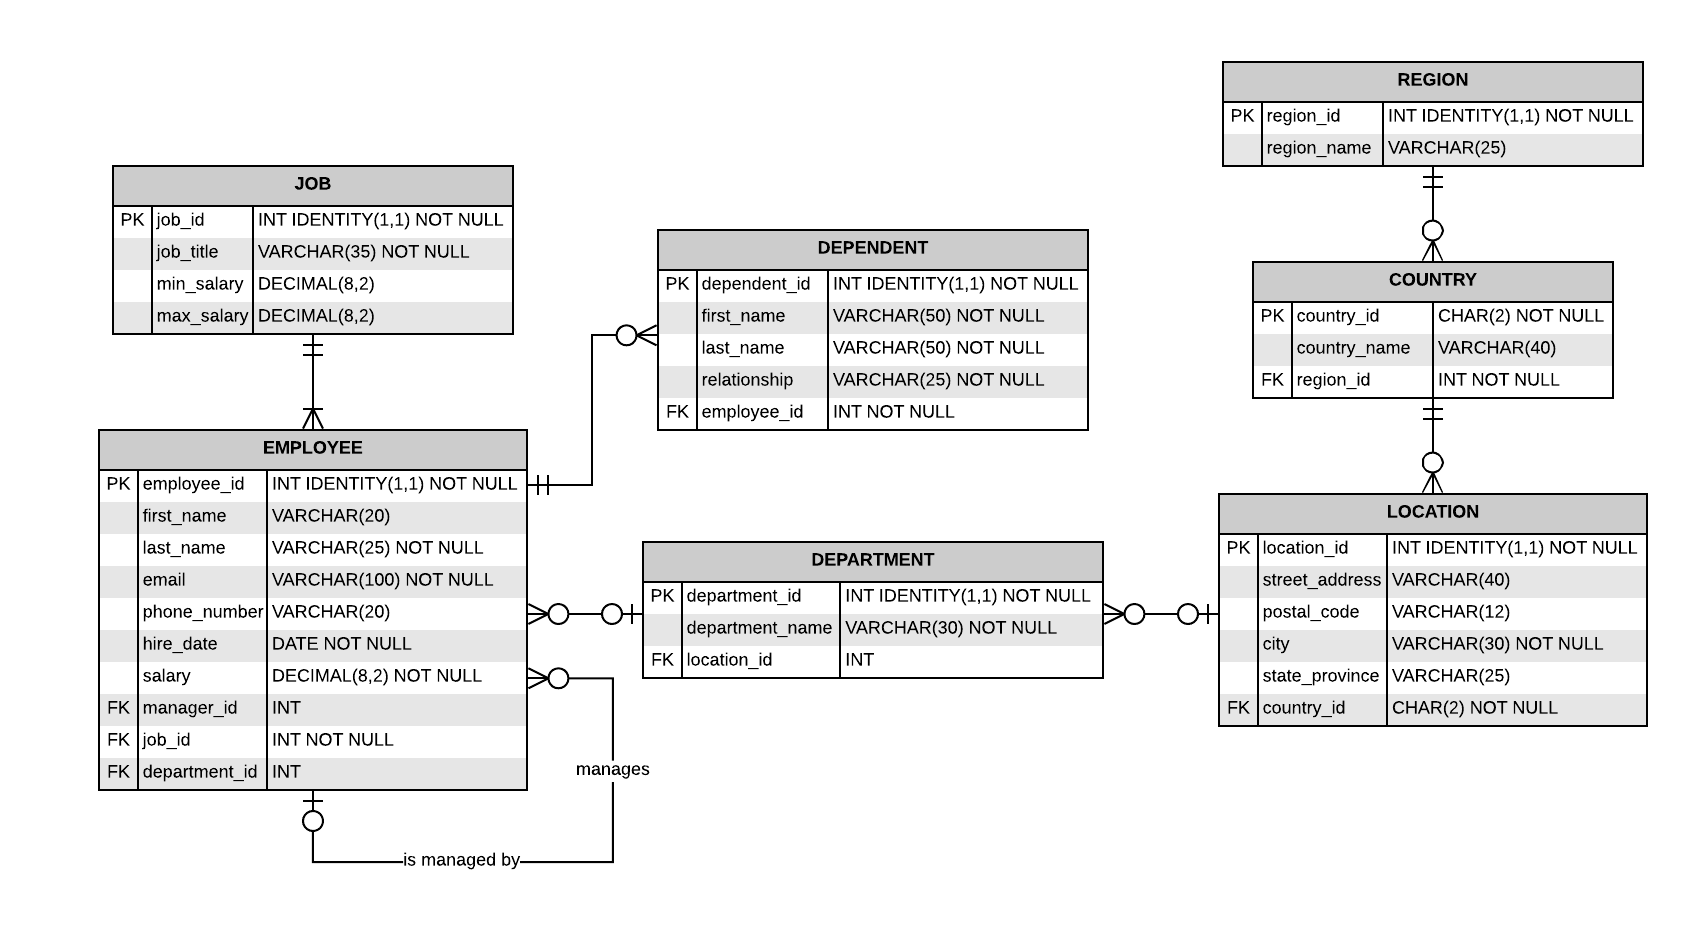 REGION
PK region_id INT IDENTITY(1,1) NOT NULL
region_name VARCHAR(25)
JOB
PK job_id INT IDENTITY(1,1) NOT NULL
job_title VARCHAR(35) NOT NULL
min_salary DECIMAL(8,2)
max_salary DECIMAL(8,2)
DEPENDENT
PK dependent_id INT IDENTITY(1,1) NOT NULL
first_name VARCHAR(50) NOT NULL
last_name VARCHAR(50) NOT NULL
relationship VARCHAR(25) NOT NULL
FK employee_id INT NOT NULL
COUNTRY
PK country_id CHAR(2) NOT NULL
country_name VARCHAR(40)
FK region_id INT NOT NULL
EMPLOYEE
PK employee_id INT IDENTITY(1,1) NOT NULL
first_name VARCHAR(20)
last_name VARCHAR(25) NOT NULL
email VARCHAR(100) NOT NULL
phone_number VARCHAR(20)
hire_date DATE NOT NULL
salary DECIMAL(8,2) NOT NULL
FK manager_id INT
FK job_id INT NOT NULL
FK department_id INT
DEPARTMENT
PK department_id INT IDENTITY(1,1) NOT NULL
department_name VARCHAR(30) NOT NULL
FK location_id INT
LOCATION
PK location_id INT IDENTITY(1,1) NOT NULL
street_address VARCHAR(40)
postal_code VARCHAR(12)
city VARCHAR(30) NOT NULL
state_province VARCHAR(25)
FK country_id CHAR(2) NOT NULL
manages
is managed by